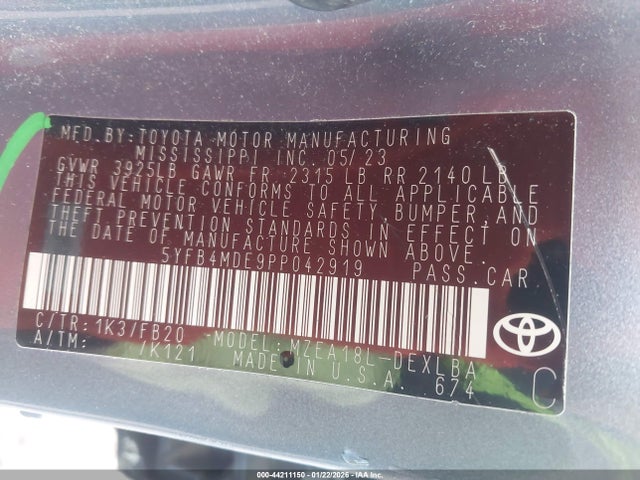 MFD.BY:TOYOTA MOTOR MANUFACTURING
MISSISSIPPI INC. 05/23
GVWR 3925LB GAWR FR 2315 LB RR 2140 LB
THIS VEHICLE CONFORMS TO ALL APPLICABLE
FEDERAL MOTOR VEHICLE SAFETY, BUMPER, AND
THEFT PREVENTION STANDARDS IN EFFECT ON
THE DATE OF MANUFACTURE SHOWN ABOVE.
5YFB4MDE9PP042919 PASS.CAR
C/TR: 1K3/FB20 MODEL: MZEA18L-DEXLBA
A/TM: /K121 MADE IN U.S.A. 674
TOYOTA
C
000-44211150 - 01/22/2026 - Copyright IAA, Inc.